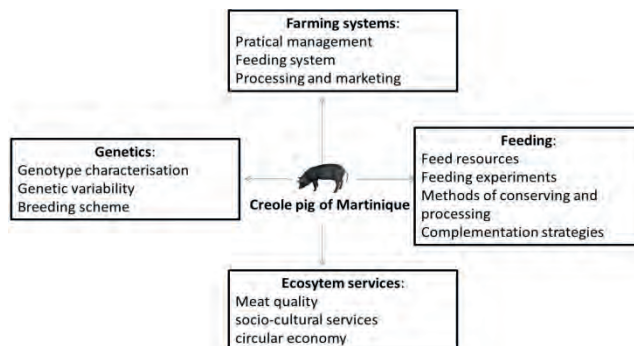 Farming systems:
Pratical management
Feeding system
Processing and marketing
Genetics:
Genotype characterisation
Genetic variability
Breeding scheme
Creole pig of Martinique
Feeding:
Feed resources
Feeding experiments
Methods of conserving and
processing
Complementation strategies
Ecosytem services:
Meat quality
socio-cultural services
circular economy